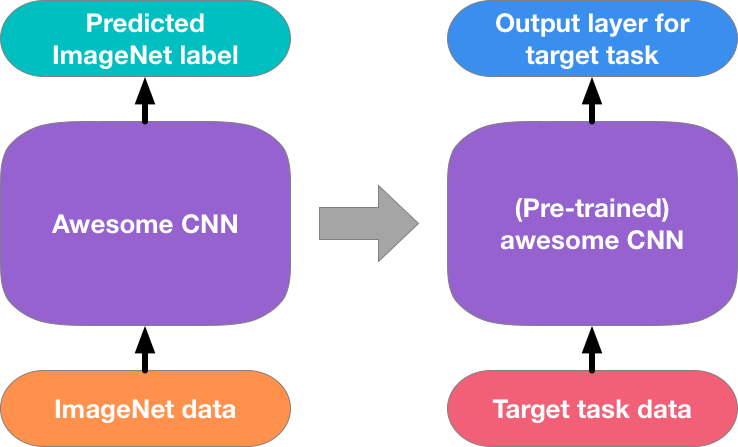 Predicted
ImageNet label
Output layer for
target task
Awesome CNN
(Pre-trained)
awesome CNN
ImageNet data
Target task data